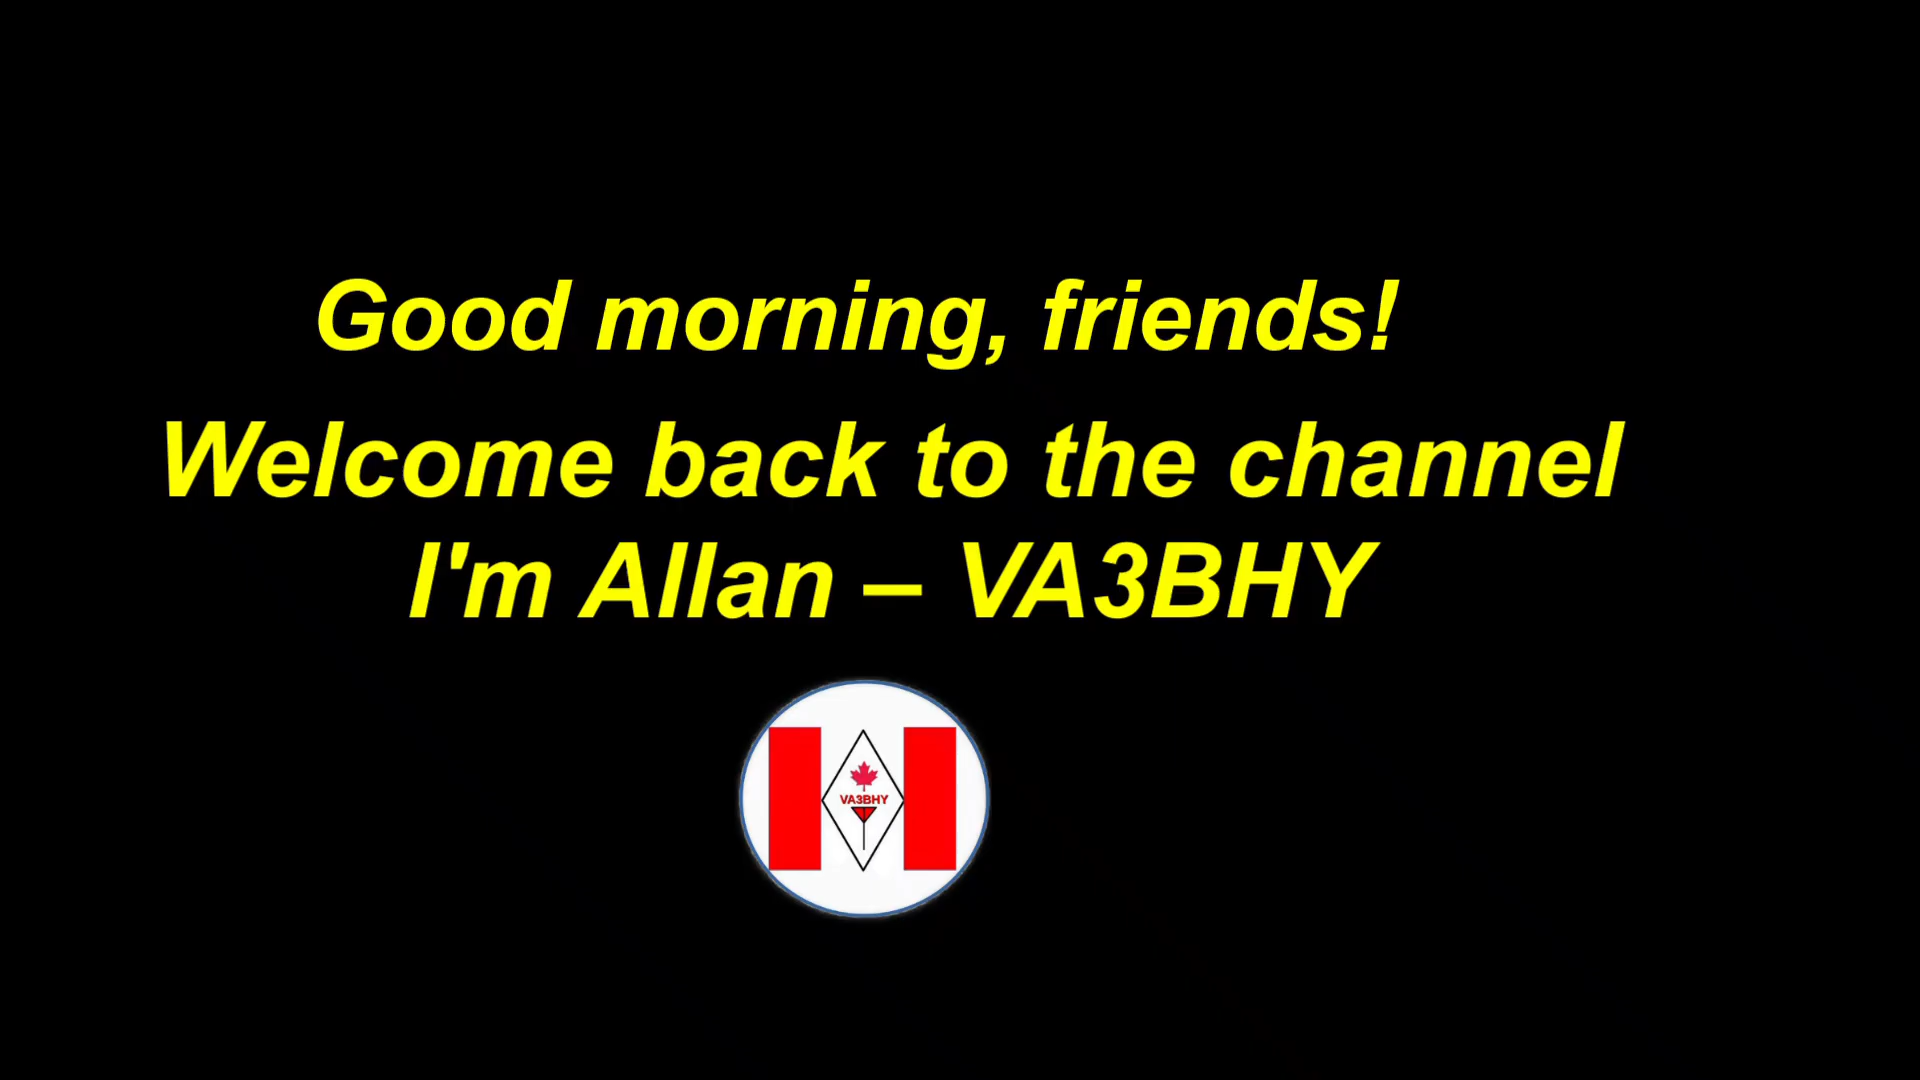 Good morning, friends!
Welcome back to the channel
I'm Allan – VA3BHY
VA3BHY